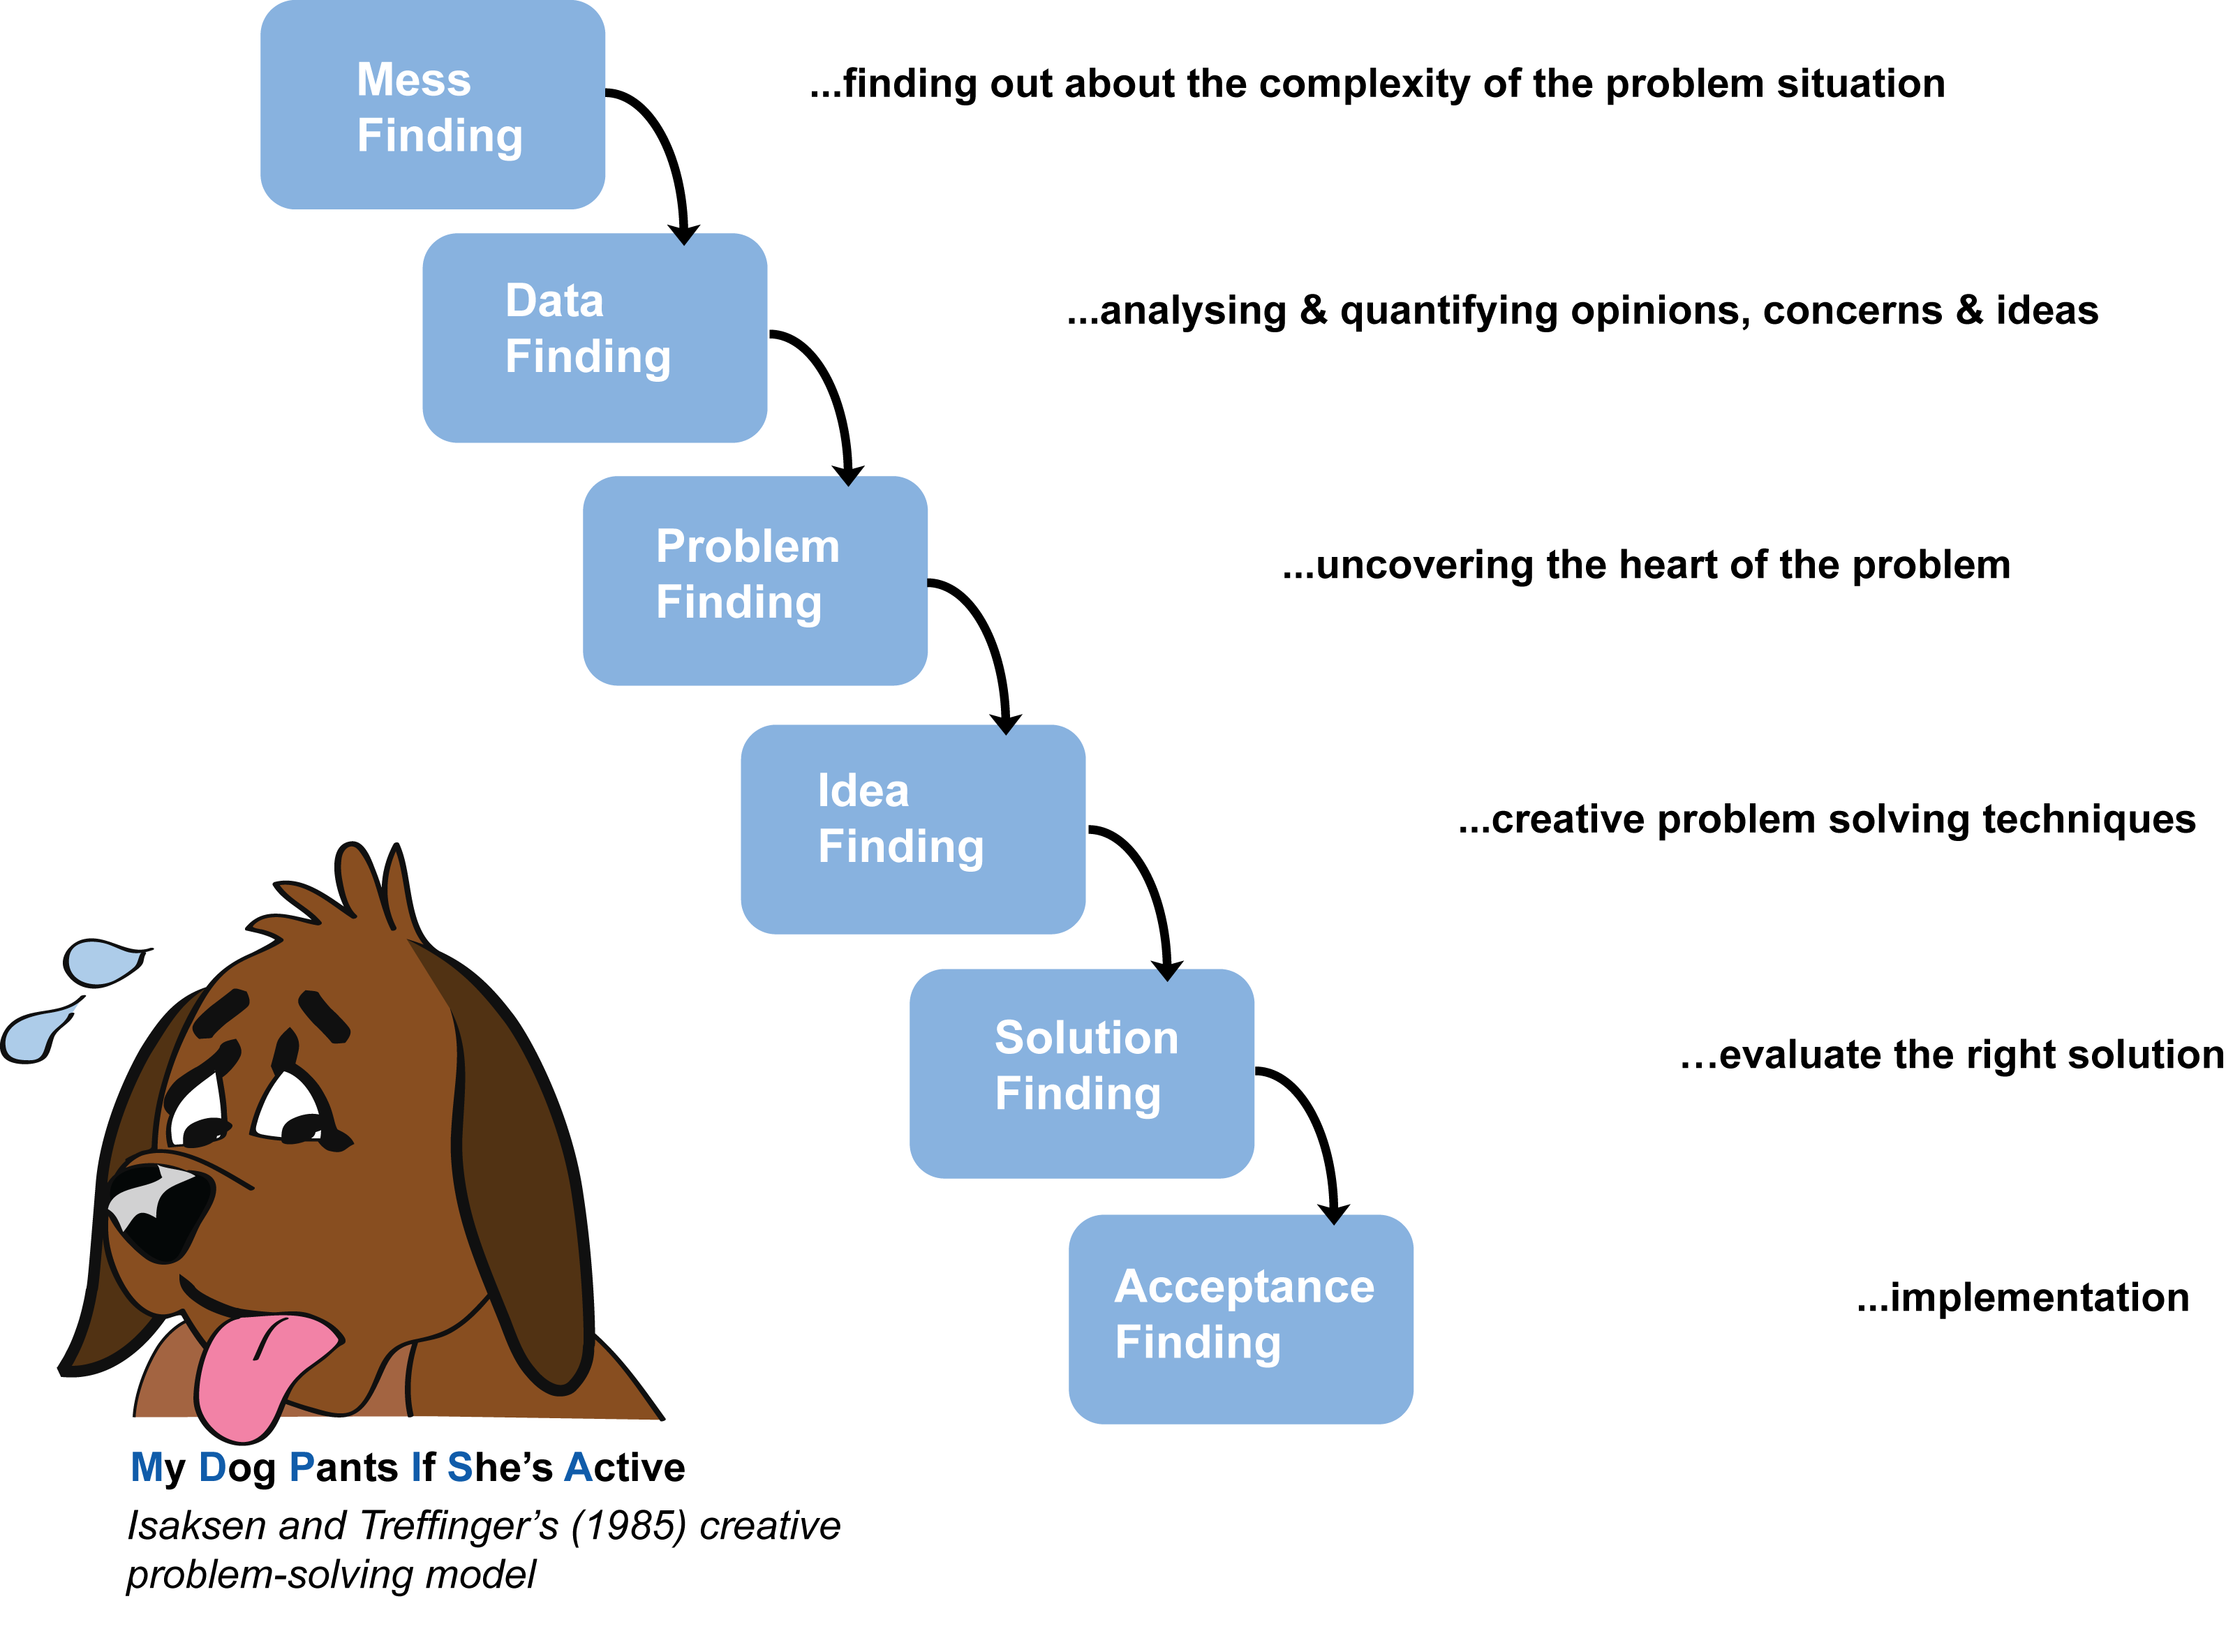 Mess
Finding
...finding out about the complexity of the problem situation
Data
Finding
...analysing & quantifying opinions, concerns & ideas
Problem
Finding
...uncovering the heart of the problem
Idea
Finding
...creative problem solving techniques
Solution
Finding
...evaluate the right solution
Acceptance
Finding
...implementation
My Dog Pants If She’s Active
Isaksen and Treffinger’s (1985) creative
problem-solving model